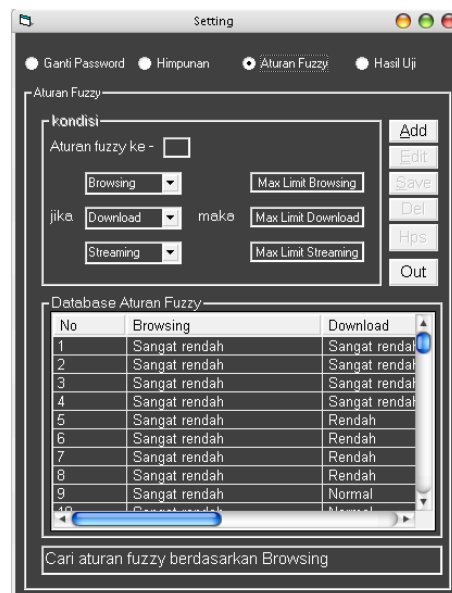 Setting
Ganti Password Himpunan Aturan Fuzzy Hasil Uji
Aturan Fuzzy
kondisi
Aturan fuzzy ke -
Add
Edit
Browsing Max Limit Browsing Save
jika Download maka Max Limit Download Del
Hps
Streaming Max Limit Streaming
Out
Database Aturan Fuzzy
No Browsing Download
1 Sangat rendah Sangat rendah
2 Sangat rendah Sangat rendah
3 Sangat rendah Sangat rendah
4 Sangat rendah Sangat rendah
5 Sangat rendah Rendah
6 Sangat rendah Rendah
7 Sangat rendah Rendah
8 Sangat rendah Rendah
9 Sangat rendah Normal
10 Sangat rendah Normal
Cari aturan fuzzy berdasarkan Browsing